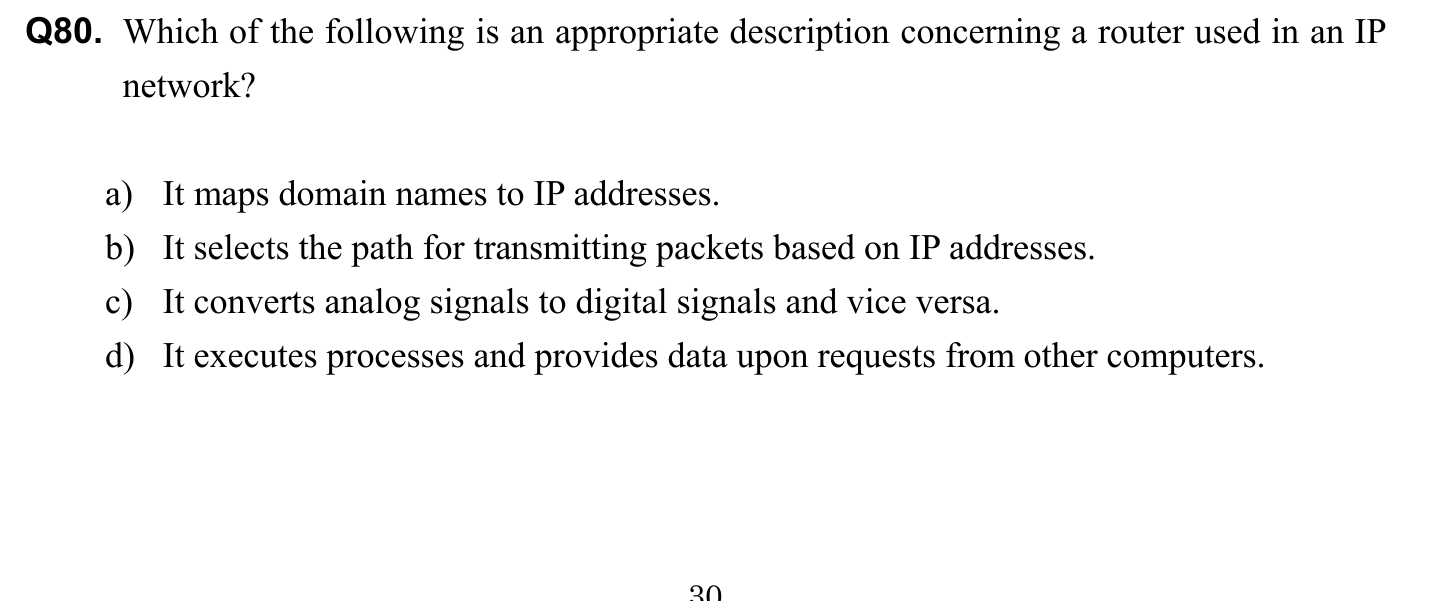 Q80. Which of the following is an appropriate description concerning a router used in an IP
network?
a) It maps domain names to IP addresses.
b) It selects the path for transmitting packets based on IP addresses.
c) It converts analog signals to digital signals and vice versa.
d) It executes processes and provides data upon requests from other computers.
30